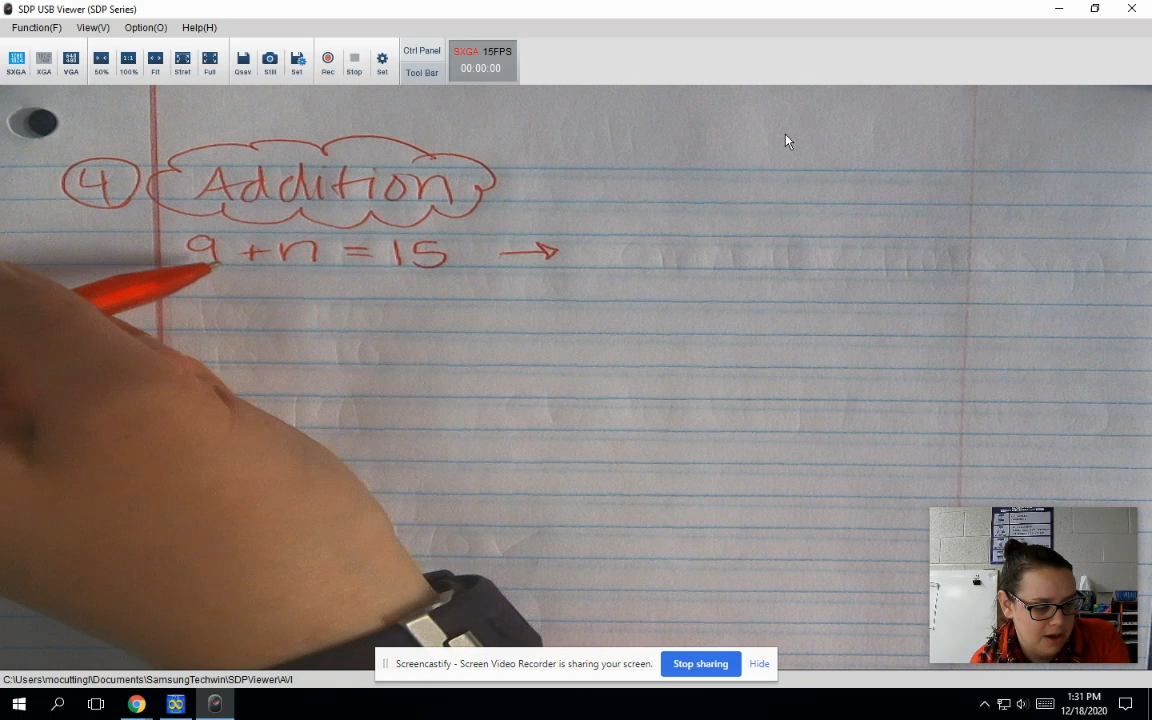 SDP USB Viewer (SDP Series)
Function(F) View(V) Option(O) Help(H)
SXGA XGA VGA 50% 100% Fit Stret Full Qsav Still Set Rec Stop Set
Ctrl Panel
Tool Bar
SXGA 15FPS
00:00:00
4 Addition
9 + n = 15 →
Screencastify - Screen Video Recorder is sharing your screen. Stop sharing Hide
C:\Users\mocuttingl\Documents\SamsungTechwin\SDPViewer\AVI
1:31 PM
12/18/2020